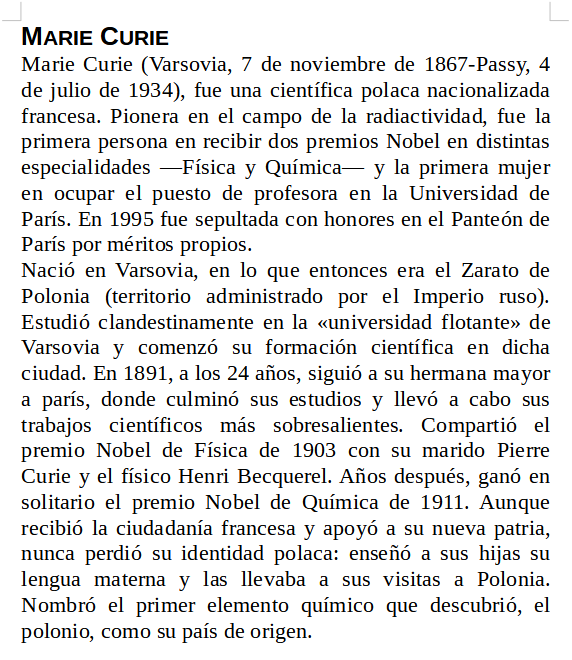 MARIE CURIE
Marie Curie (Varsovia, 7 de noviembre de 1867-Passy, 4
de julio de 1934), fue una científica polaca nacionalizada
francesa. Pionera en el campo de la radiactividad, fue la
primera persona en recibir dos premios Nobel en distintas
especialidades —Física y Química— y la primera mujer
en ocupar el puesto de profesora en la Universidad de
París. En 1995 fue sepultada con honores en el Panteón de
París por méritos propios.
Nació en Varsovia, en lo que entonces era el Zarato de
Polonia (territorio administrado por el Imperio ruso).
Estudió clandestinamente en la «universidad flotante» de
Varsovia y comenzó su formación científica en dicha
ciudad. En 1891, a los 24 años, siguió a su hermana mayor
a parís, donde culminó sus estudios y llevó a cabo sus
trabajos científicos más sobresalientes. Compartió el
premio Nobel de Física de 1903 con su marido Pierre
Curie y el físico Henri Becquerel. Años después, ganó en
solitario el premio Nobel de Química de 1911. Aunque
recibió la ciudadanía francesa y apoyó a su nueva patria,
nunca perdió su identidad polaca: enseñó a sus hijas su
lengua materna y las llevaba a sus visitas a Polonia.
Nombró el primer elemento químico que descubrió, el
polonio, como su país de origen.